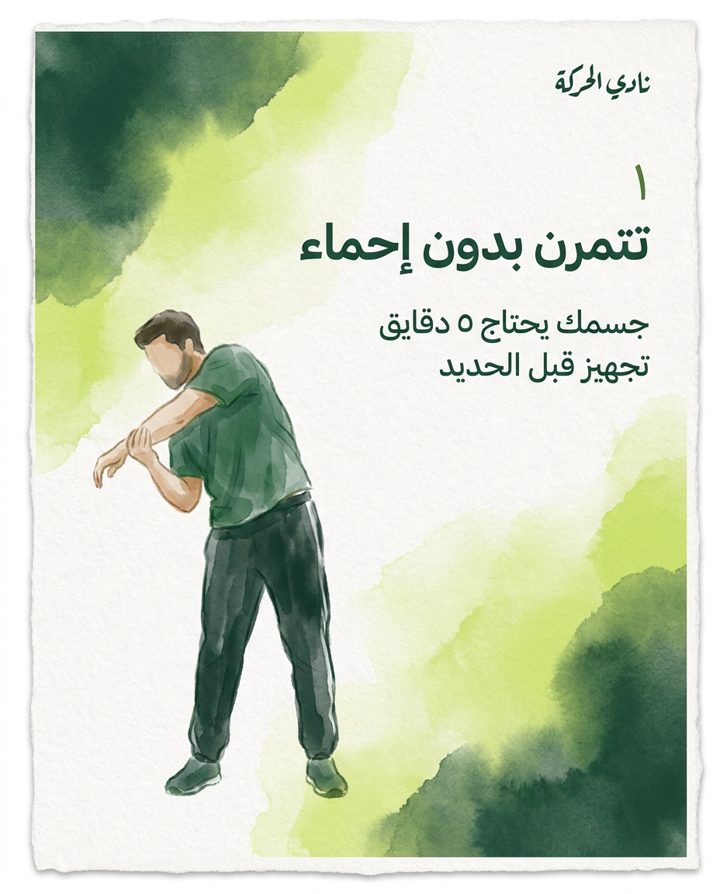 نادي الحركة
١
تتمرن بدون إحماء
جسمك يحتاج ٥ دقايق
تجهيز قبل الحديد